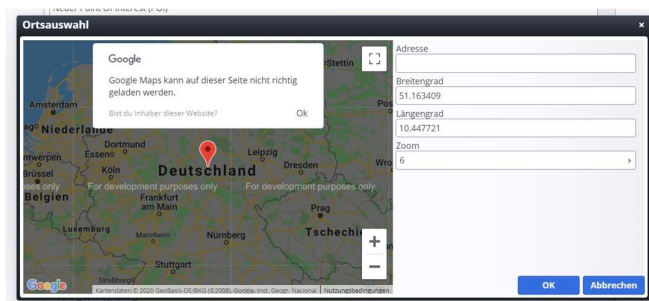 Neuer Point Of Interest (POI)
Ortsauswahl
×
Google
Google Maps kann auf dieser Seite nicht richtig
geladen werden.
Bist du Inhaber dieser Website?
Ok
Stettin
Amsterdam
Niederlande
Dortmund
Essen
Leipzig
Köln
Deutschland
Dresden
Brüssel
For development purposes only
For development purposes only
Belgien
Frankfurt
am Main
Prag
Luxemburg
Mannheim
Nürnberg
Stuttgart
Straßburg
+
−
Google
Kartendaten © 2020 GeoBasis-DE/BKG (©2009), Google, Inst. Geogr. Nacional
Nutzungsbedingungen
Adresse
Breitengrad
51.163409
Längengrad
10.447721
Zoom
6
OK
Abbrechen